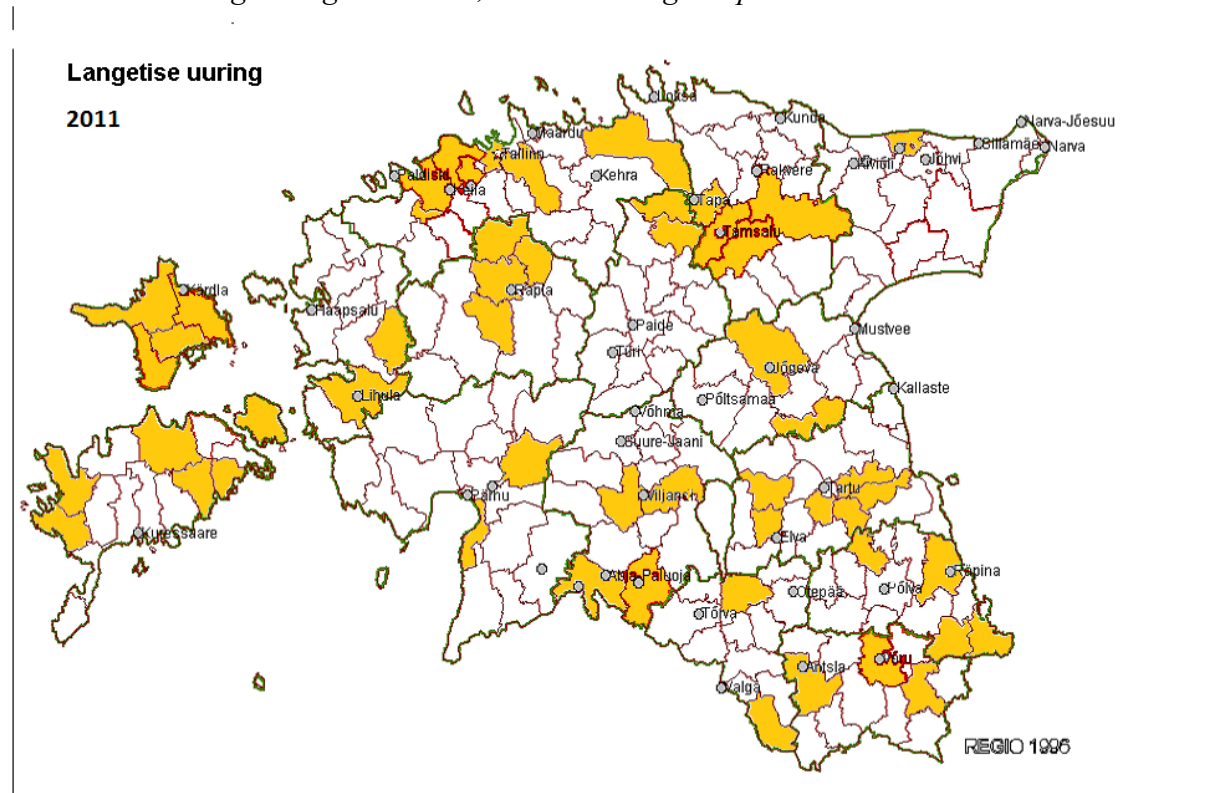 Langetise uuring
2011
Loksa
Kunda
Narva-Jõesuu
Maardu
Sillamäe
Narva
Tallinn
Jõhvi
Kiviõli
Paldiski
Kehra
Rakvere
Keila
Tapa
Tamsalu
Kärdla
Rapla
Haapsalu
Paide
Mustvee
Türi
Jõgeva
Kallaste
Lihula
Põltsamaa
Võhma
Suure-Jaani
Pärnu
Viljandi
Tartu
Kuressaare
Elva
Abja-Paluoja
Räpina
Otepää
Põlva
Tõrva
Võru
Antsla
Valga
REGIO 1996